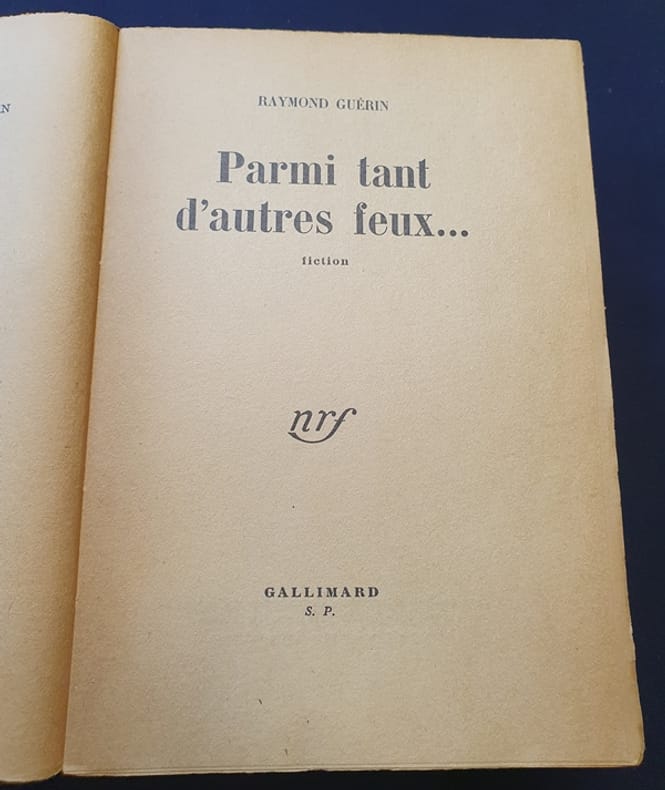 N
RAYMOND GUÉRIN
Parmi tant
d'autres feux...
fiction
nrf
GALLIMARD
S. P.